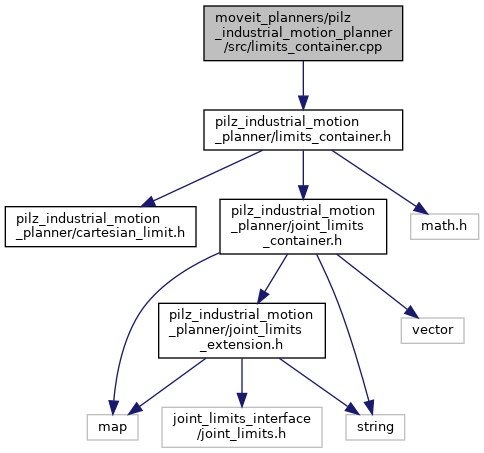 moveit_planners/pilz
_industrial_motion_planner
/src/limits_container.cpp
pilz_industrial_motion
_planner/limits_container.h
pilz_industrial_motion
_planner/cartesian_limit.h
pilz_industrial_motion
_planner/joint_limits
_container.h
math.h
pilz_industrial_motion
_planner/joint_limits
_extension.h
vector
map
joint_limits_interface
/joint_limits.h
string